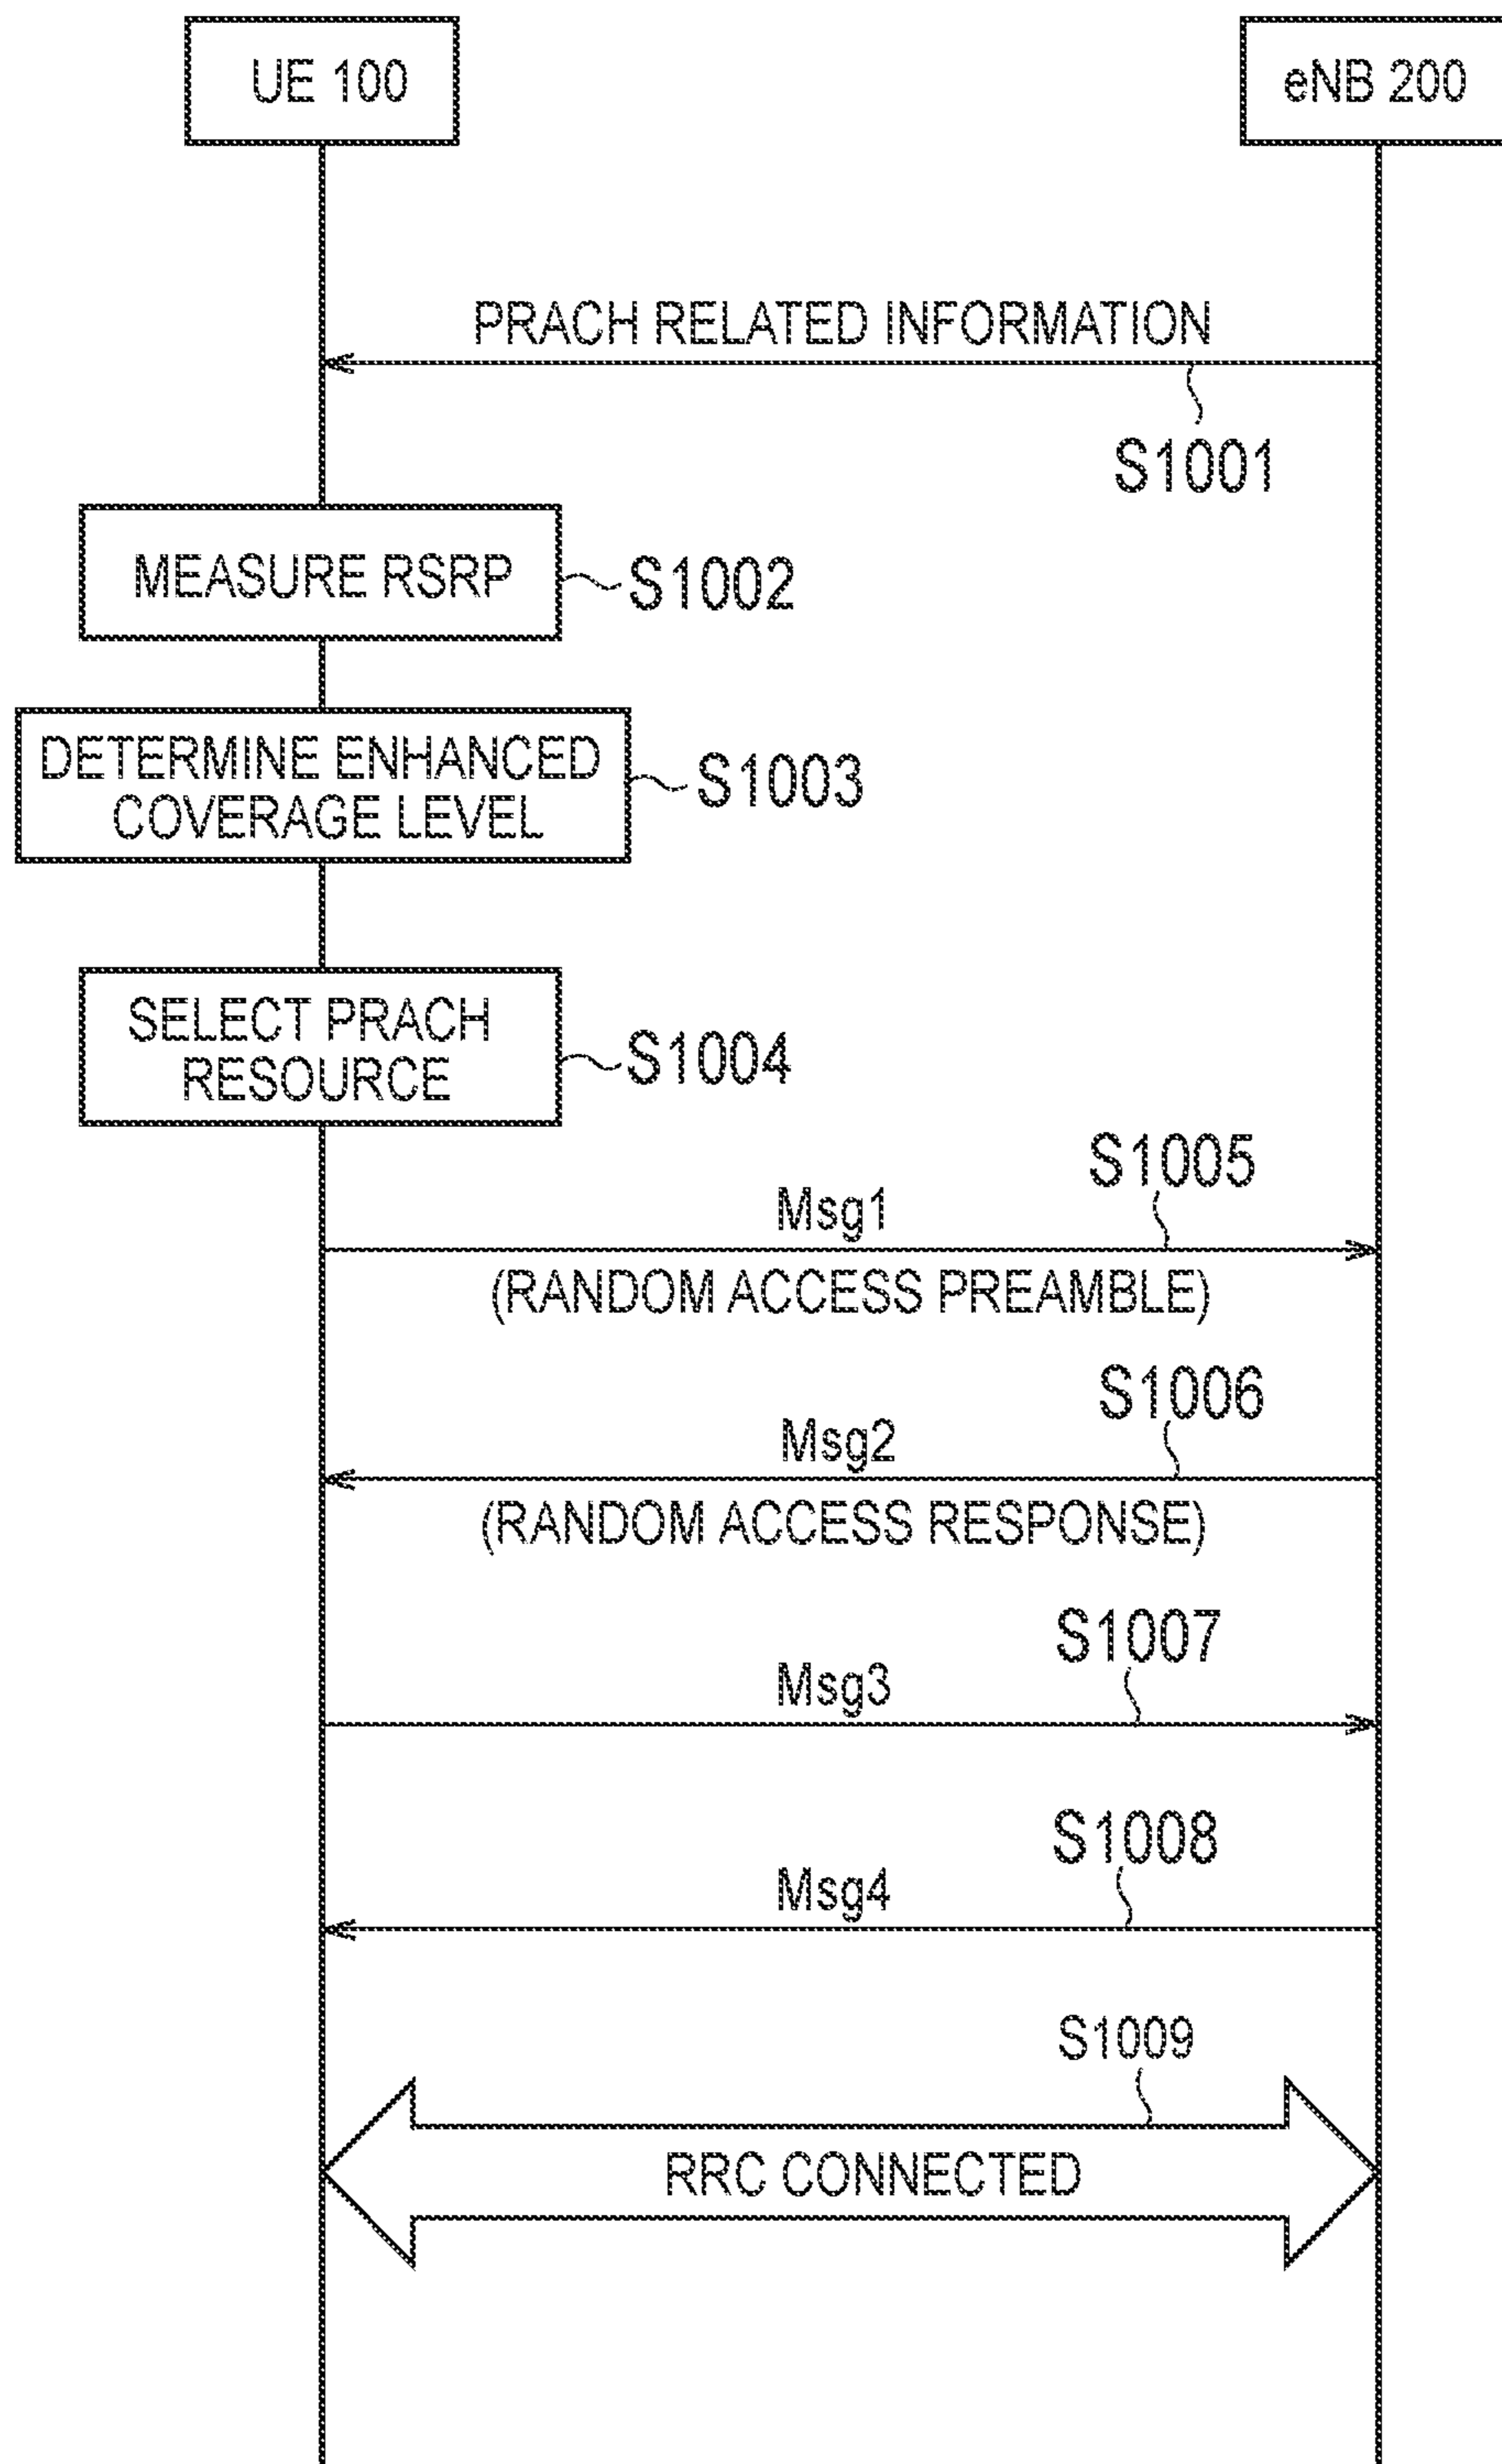 UE 100
eNB 200
PRACH RELATED INFORMATION
S1001
MEASURE RSRP
S1002
DETERMINE ENHANCED
COVERAGE LEVEL
S1003
SELECT PRACH
RESOURCE
S1004
S1005
Msg1
(RANDOM ACCESS PREAMBLE)
S1006
Msg2
(RANDOM ACCESS RESPONSE)
S1007
Msg3
S1008
Msg4
S1009
RRC CONNECTED